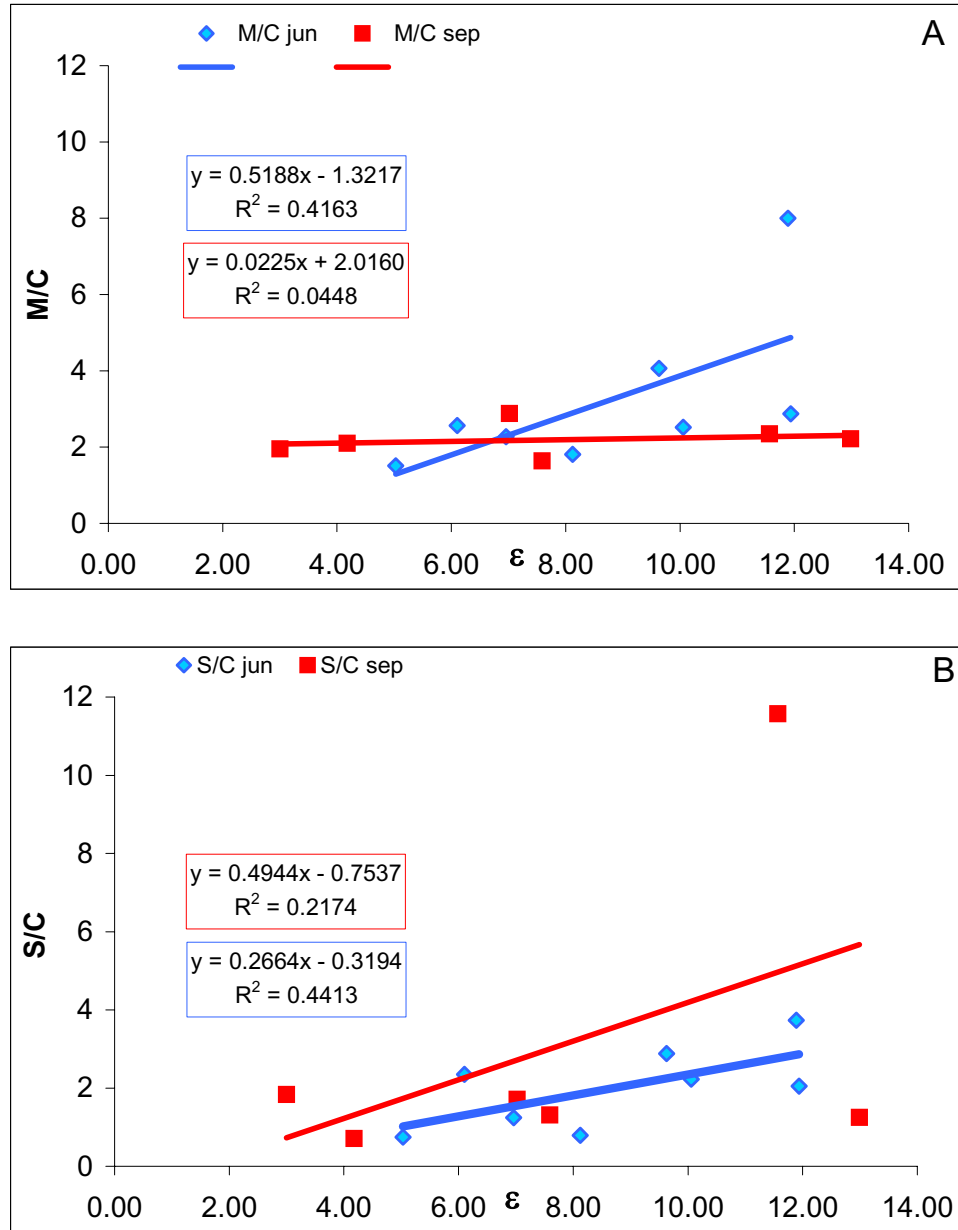 M/C jun M/C sep A
12
10
8
6
4
2
0
M/C
y = 0.5188x - 1.3217
R² = 0.4163
y = 0.0225x + 2.0160
R² = 0.0448
0.00 2.00 4.00 6.00 8.00 10.00 12.00 14.00
ε
S/C jun S/C sep B
12
10
8
6
4
2
0
S/C
y = 0.4944x - 0.7537
R² = 0.2174
y = 0.2664x - 0.3194
R² = 0.4413
0.00 2.00 4.00 6.00 8.00 10.00 12.00 14.00
ε